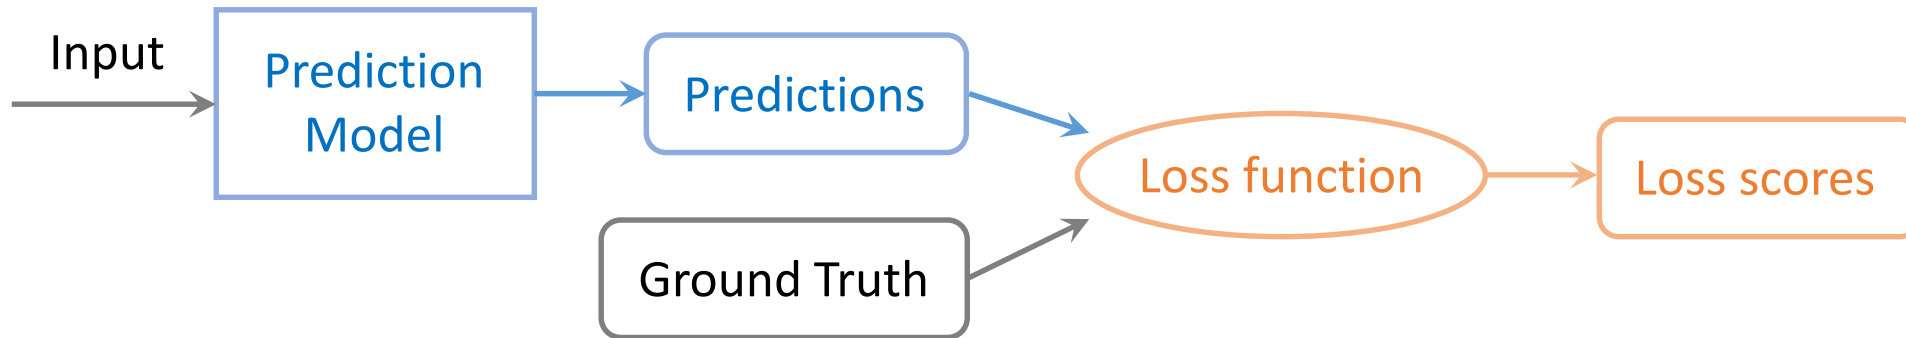 Input
Prediction
Model
Predictions
Ground Truth
Loss function
Loss scores